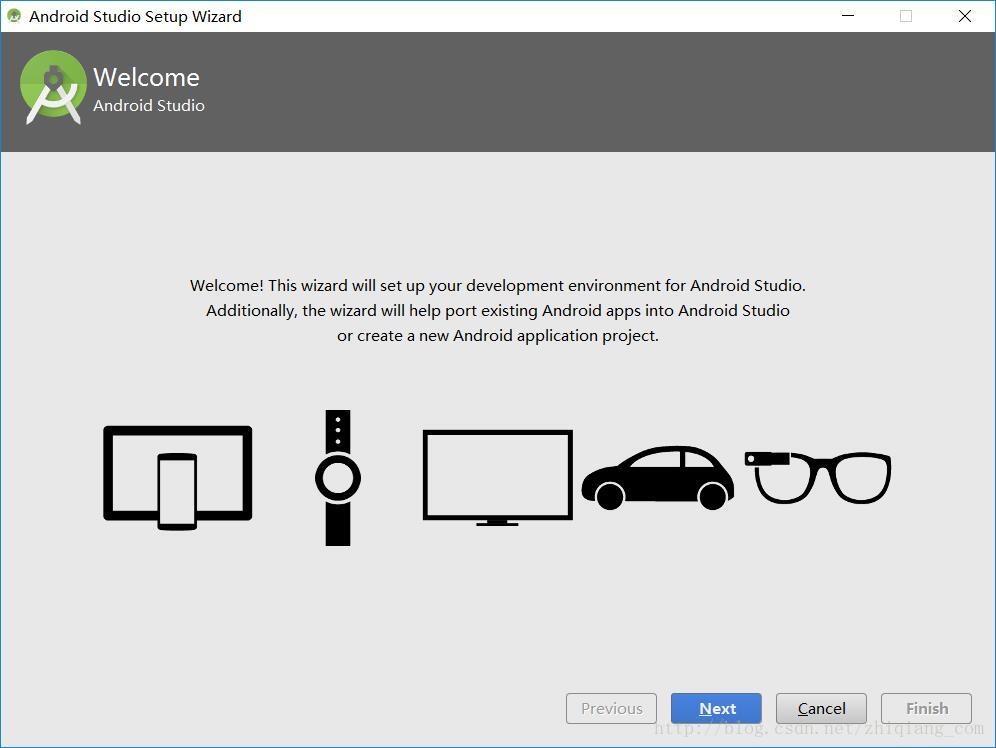 Android Studio Setup Wizard
Welcome
Android Studio
Welcome! This wizard will set up your development environment for Android Studio.
Additionally, the wizard will help port existing Android apps into Android Studio
or create a new Android application project.
Previous Next Cancel Finish
http://blog.csdn.net/zhiqiang_com